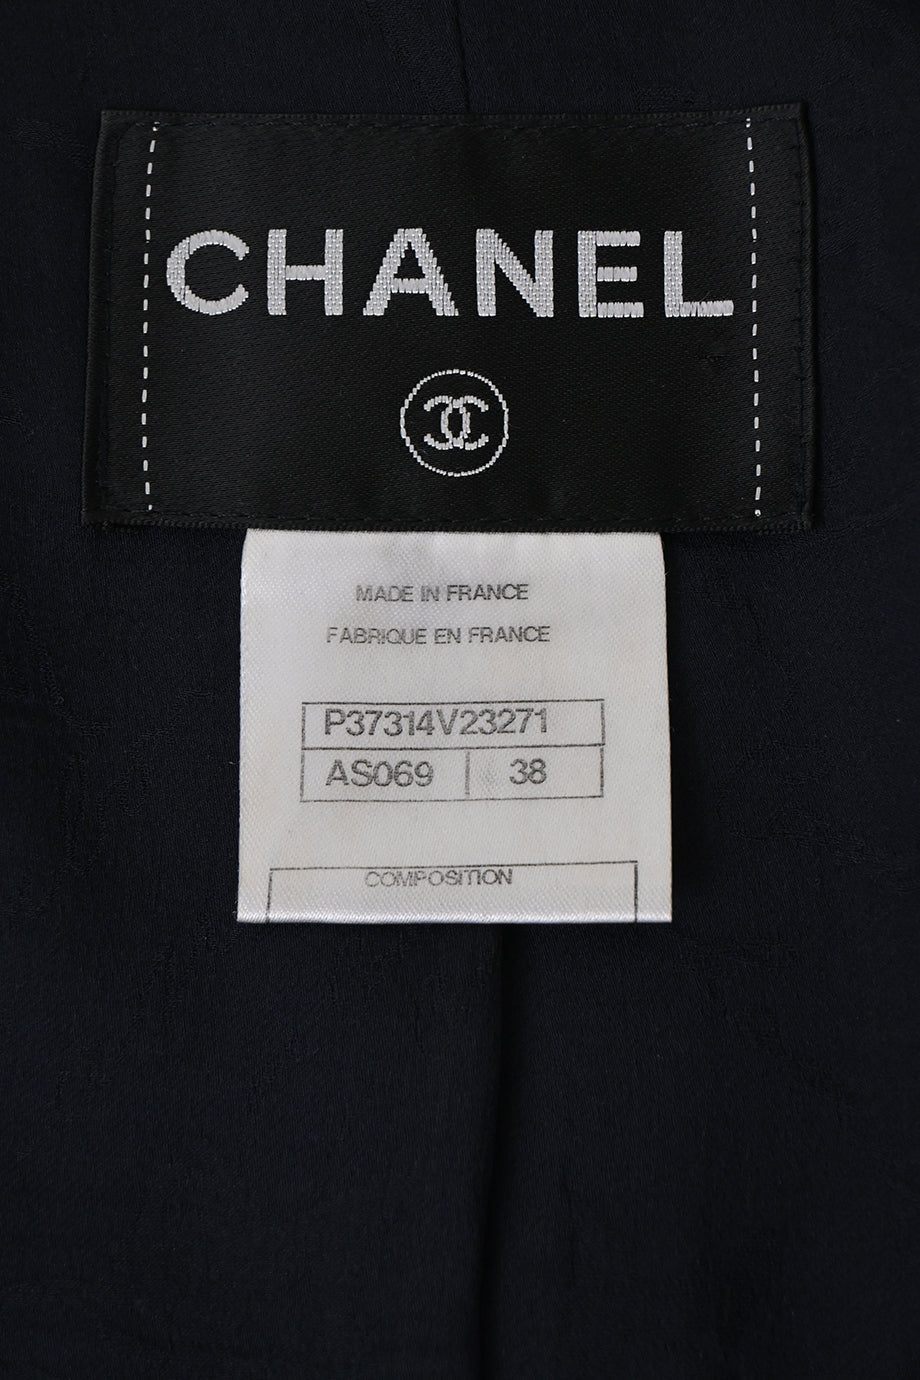 CHANEL
MADE IN FRANCE
FABRIQUE EN FRANCE
P37314V23271
AS069 38
COMPOSITION